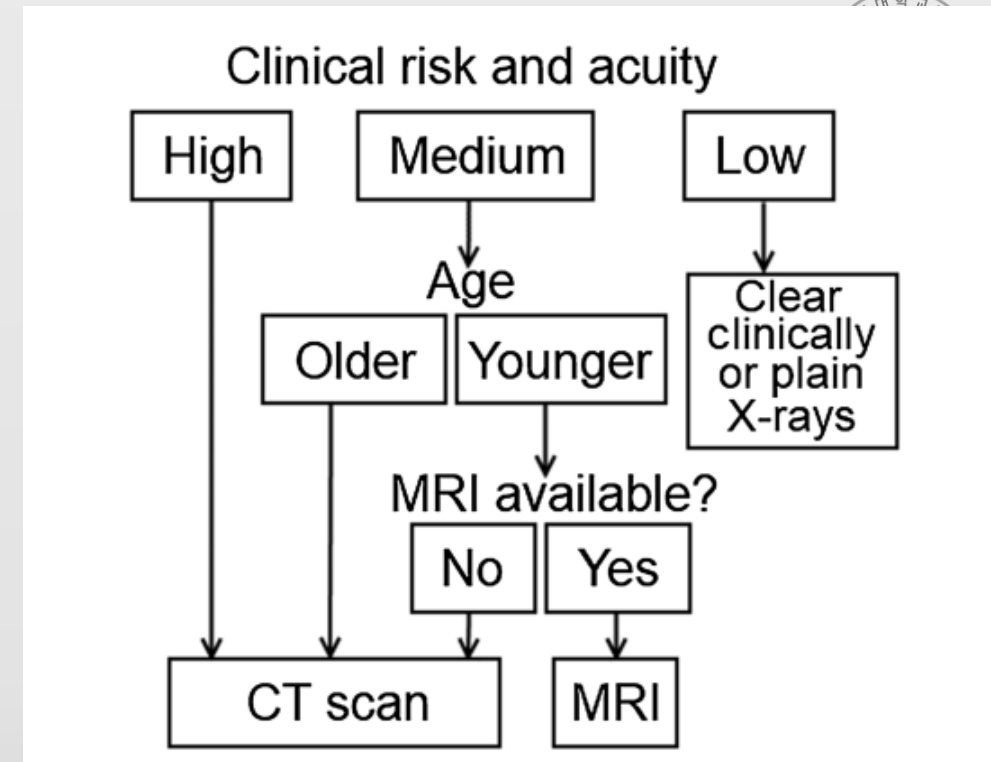 Clinical risk and acuity
High
Medium
Low
Age
Older
Younger
Clear
clinically
or plain
X-rays
MRI available?
No
Yes
CT scan
MRI